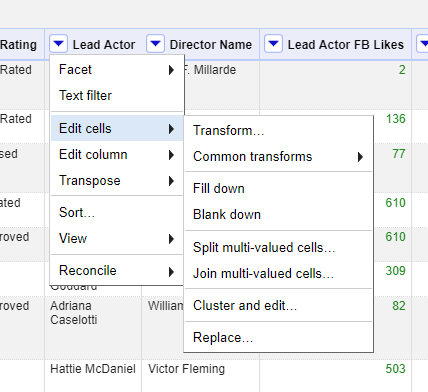 Rating Lead Actor Director Name Lead Actor FB Likes
Rated F. Millarde 2
Facet
Text filter
Rated Edit cells Transform... 136
sed Edit column Common transforms 77
Transpose Fill down
ated Sort... Blank down 610
roved View Split multi-valued cells... 610
Reconcile Join multi-valued cells... 309
Goddard
roved Adriana William Cluster and edit... 82
Caselotti
Replace...
Hattie McDaniel Victor Fleming 503